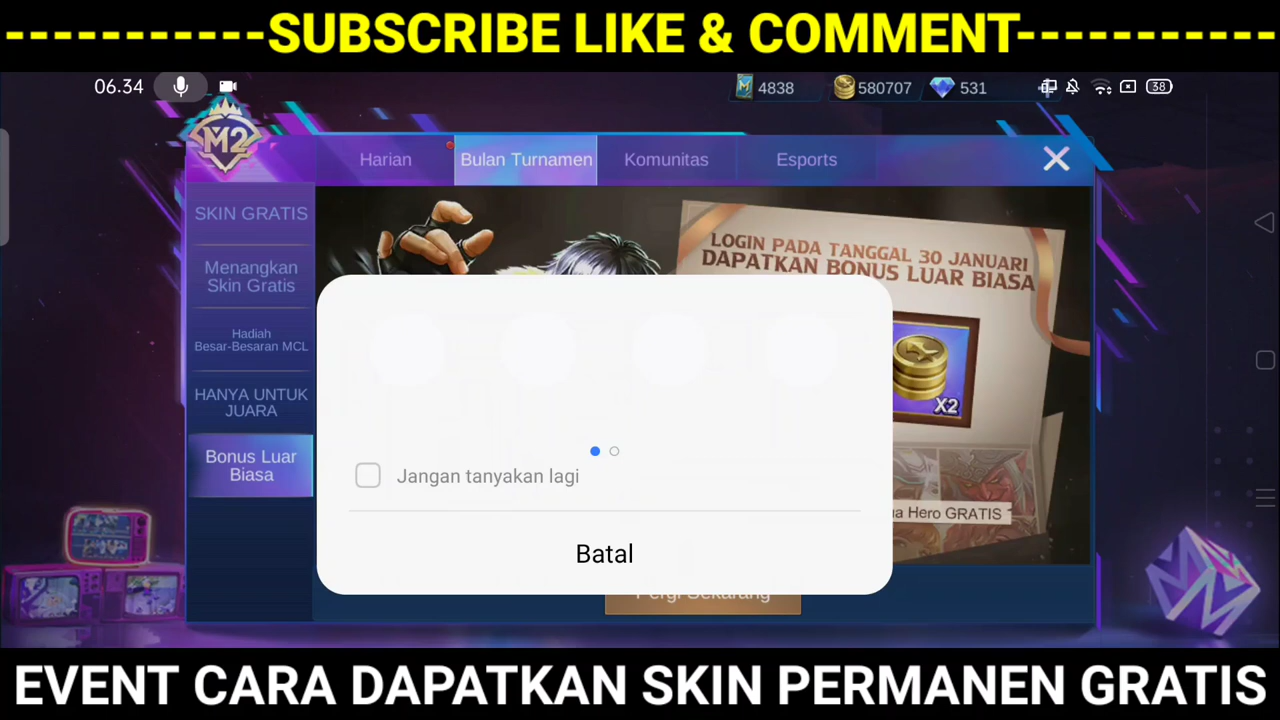 -----------SUBSCRIBE LIKE & COMMENT-----------
06.34
4838
580707
531
38
M2
Harian
Bulan Turnamen
Komunitas
Esports
SKIN GRATIS
Menangkan
Skin Gratis
Hadiah
Besar-Besaran MCL
HANYA UNTUK
JUARA
Bonus Luar
Biasa
LOGIN PADA TANGGAL 30 JANUARI
DAPATKAN BONUS LUAR BIASA
X2
Hero GRATIS
Jangan tanyakan lagi
Batal
Pergi Sekarang
EVENT CARA DAPATKAN SKIN PERMANEN GRATIS